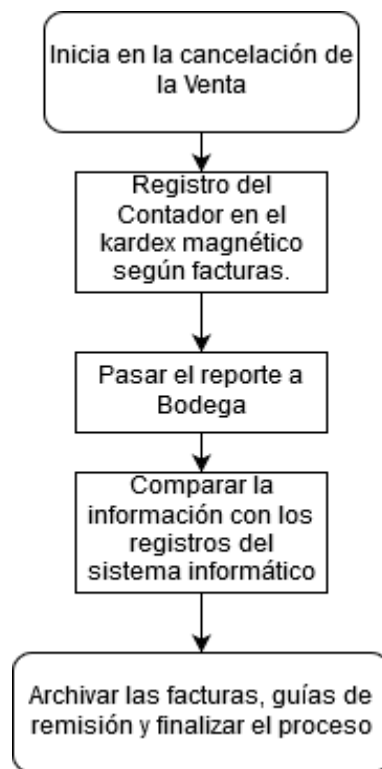 Inicia en la cancelación de
la Venta
Registro del
Contador en el
kardex magnético
según facturas.
Pasar el reporte a
Bodega
Comparar la
información con los
registros del
sistema informático
Archivar las facturas, guías de
remisión y finalizar el proceso